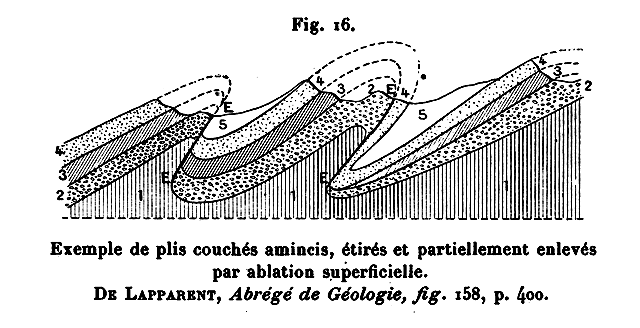 Fig. 16.
4 3 2 E 4
4 3
2
E
5
5
4
3
2
E
E
1
1
1
Exemple de plis couchés amincis, étirés et partiellement enlevés
par ablation superficielle.
DE LAPPARENT, Abrégé de Géologie, fig. 158, p. 400.